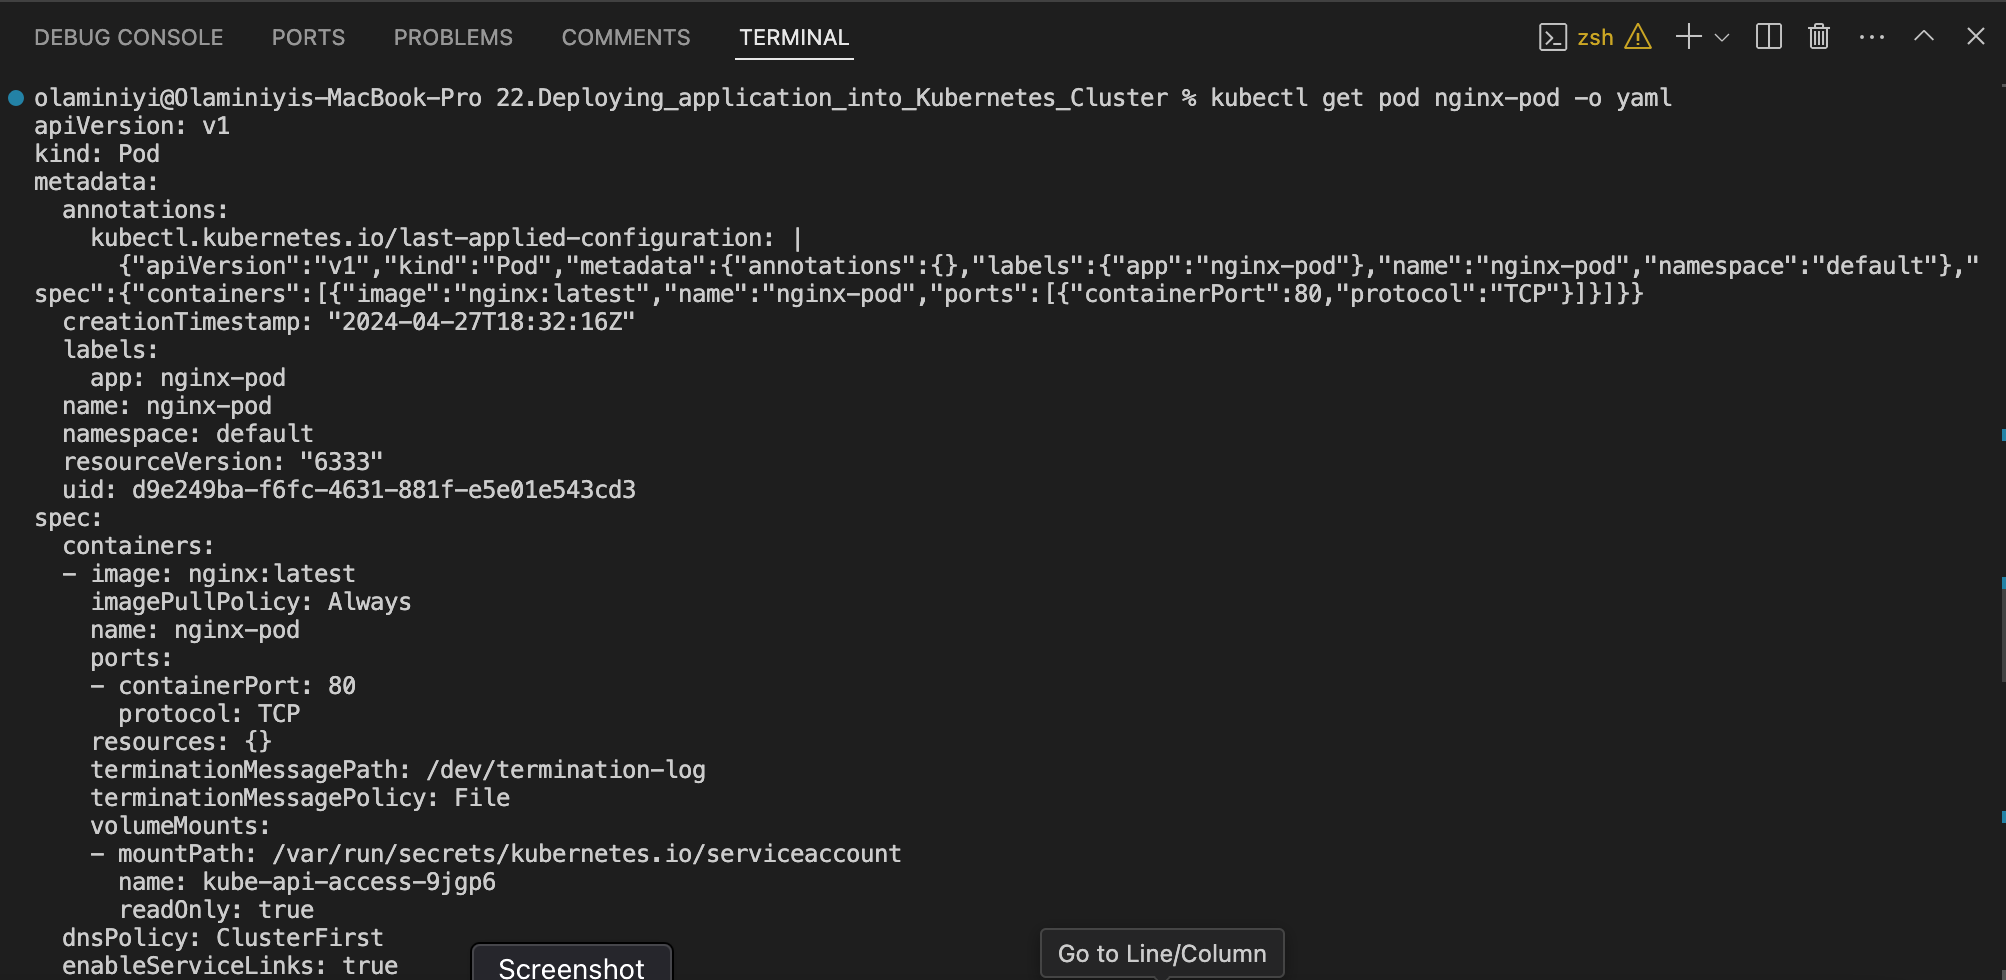 DEBUG CONSOLE PORTS PROBLEMS COMMENTS TERMINAL zsh
olaminiyi@Olaminiyis-MacBook-Pro 22.Deploying_application_into_Kubernetes_Cluster % kubectl get pod nginx-pod -o yaml
apiVersion: v1
kind: Pod
metadata:
  annotations:
    kubectl.kubernetes.io/last-applied-configuration: |
      {"apiVersion":"v1","kind":"Pod","metadata":{"annotations":{},"labels":{"app":"nginx-pod"},"name":"nginx-pod","namespace":"default"},"
spec":{"containers":[{"image":"nginx:latest","name":"nginx-pod","ports":[{"containerPort":80,"protocol":"TCP"}]}]}}
  creationTimestamp: "2024-04-27T18:32:16Z"
  labels:
    app: nginx-pod
  name: nginx-pod
  namespace: default
  resourceVersion: "6333"
  uid: d9e249ba-f6fc-4631-881f-e5e01e543cd3
spec:
  containers:
  - image: nginx:latest
    imagePullPolicy: Always
    name: nginx-pod
    ports:
    - containerPort: 80
      protocol: TCP
    resources: {}
    terminationMessagePath: /dev/termination-log
    terminationMessagePolicy: File
    volumeMounts:
    - mountPath: /var/run/secrets/kubernetes.io/serviceaccount
      name: kube-api-access-9jgp6
      readOnly: true
  dnsPolicy: ClusterFirst
  enableServiceLinks: true
Screenshot
Go to Line/Column